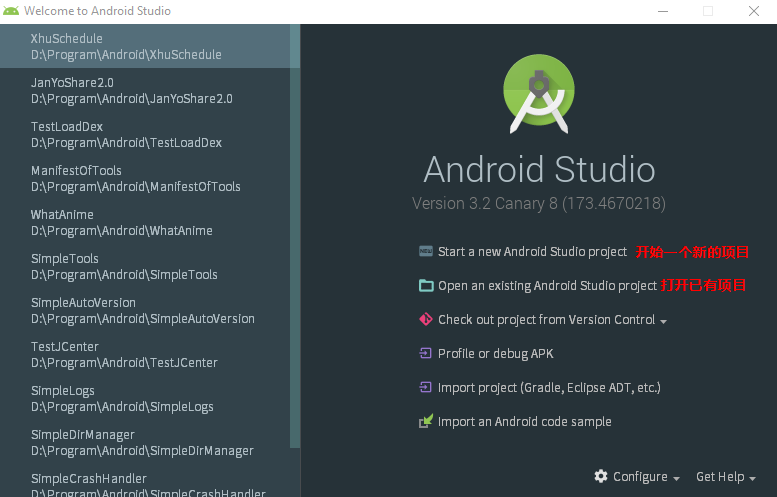 Welcome to Android Studio
XhuSchedule
D:\Program\Android\XhuSchedule
JanYoShare2.0
D:\Program\Android\JanYoShare2.0
TestLoadDex
D:\Program\Android\TestLoadDex
ManifestOfTools
D:\Program\Android\ManifestOfTools
WhatAnime
D:\Program\Android\WhatAnime
SimpleTools
D:\Program\Android\SimpleTools
SimpleAutoVersion
D:\Program\Android\SimpleAutoVersion
TestJCenter
D:\Program\Android\TestJCenter
SimpleLogs
D:\Program\Android\SimpleLogs
SimpleDirManager
D:\Program\Android\SimpleDirManager
SimpleCrashHandler
D:\Program\Android\SimpleCrashHandler
Android Studio
Version 3.2 Canary 8 (173.4670218)
Start a new Android Studio project 开始一个新的项目
Open an existing Android Studio project 打开已有项目
Check out project from Version Control
Profile or debug APK
Import project (Gradle, Eclipse ADT, etc.)
Import an Android code sample
Configure Get Help